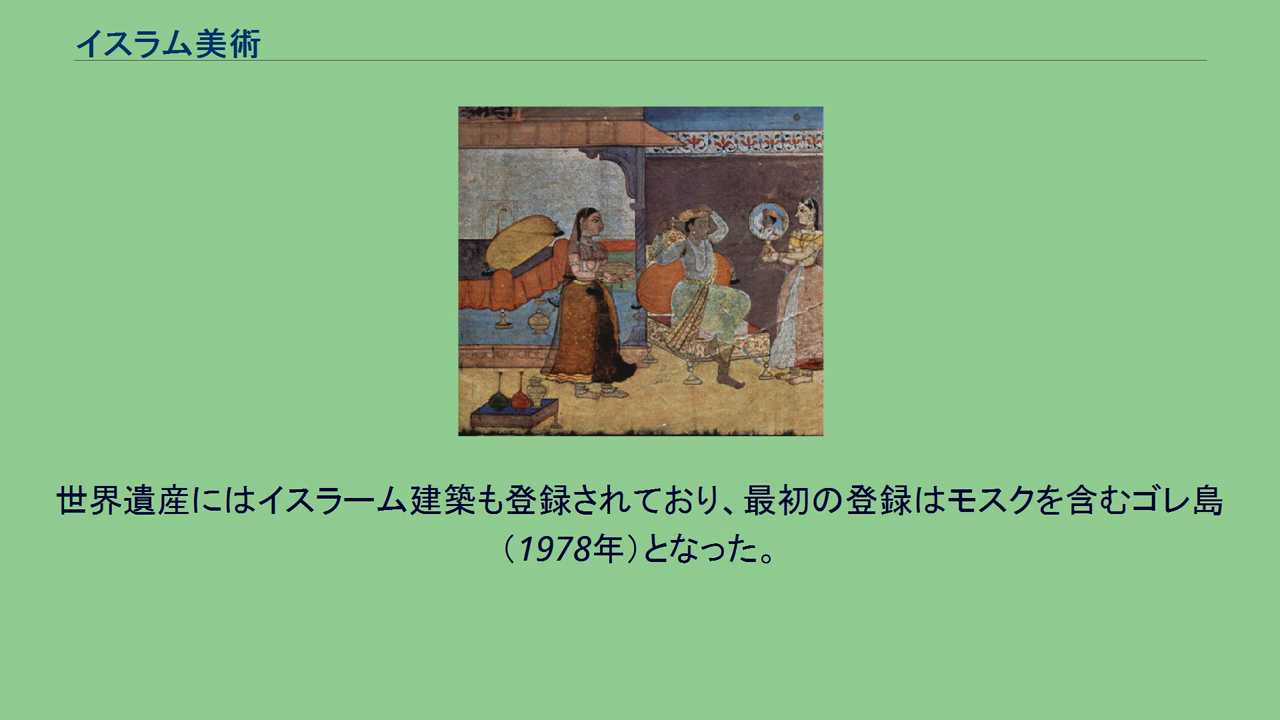 イスラム美術
世界遺産にはイスラーム建築も登録されており、最初の登録はモスクを含むゴレ島
（1978年）となった。